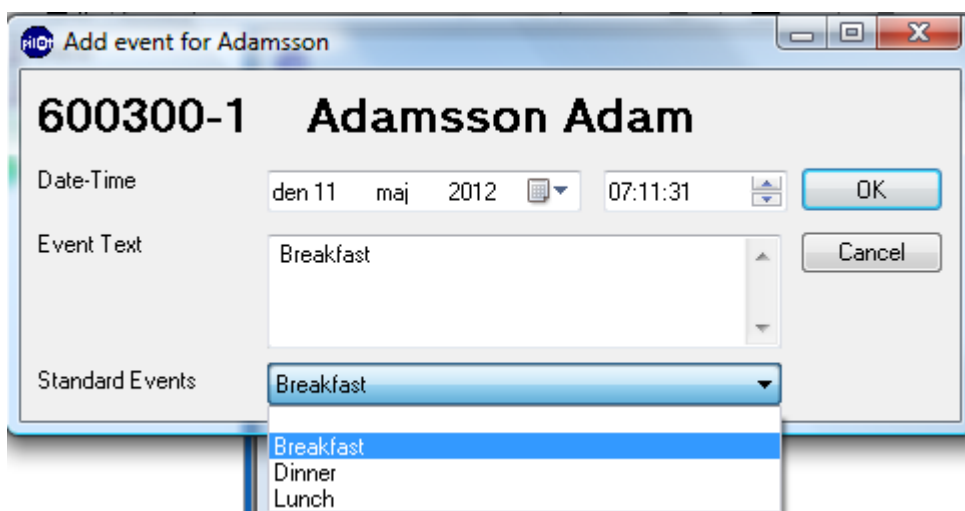 pilOt Add event for Adamsson
600300-1 Adamsson Adam
Date-Time den 11 maj 2012 07:11:31 OK
Event Text Breakfast Cancel
Standard Events Breakfast
Breakfast
Dinner
Lunch